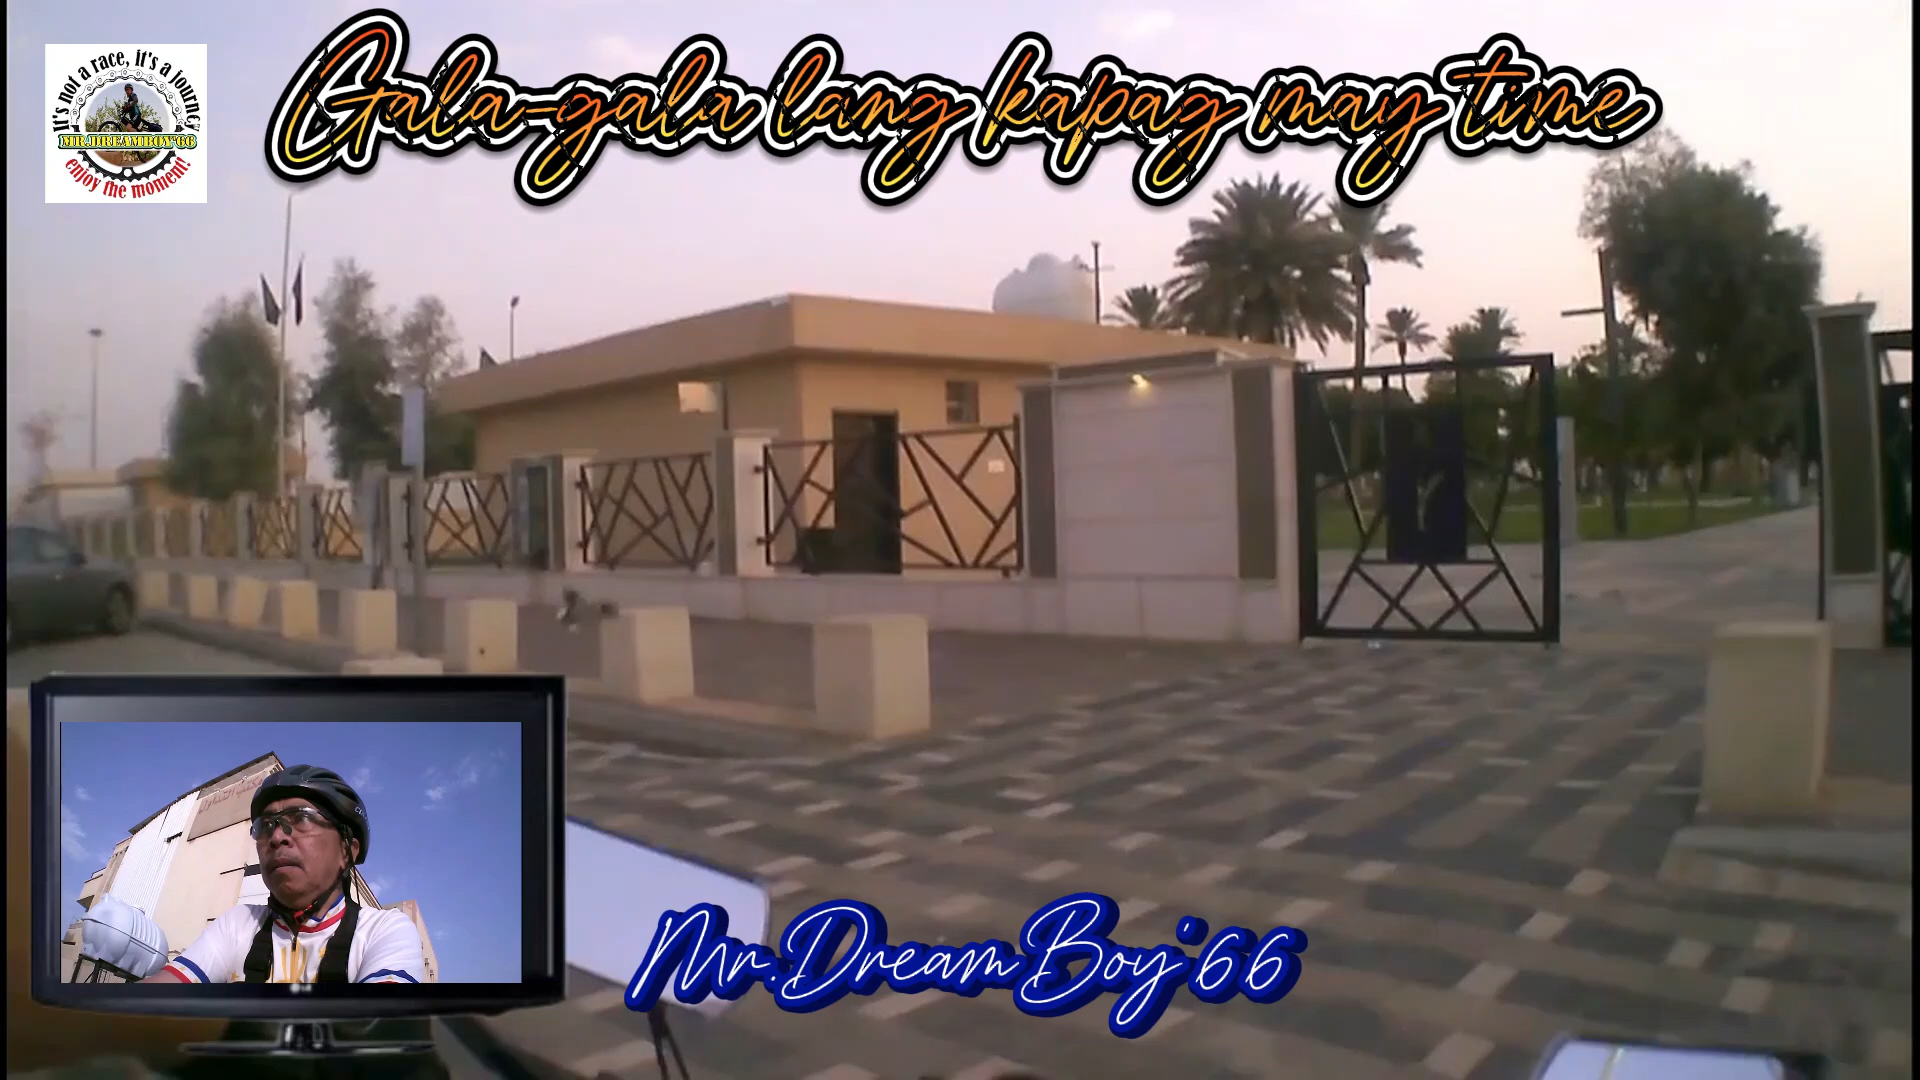 Gala-gala lang kapag may time
It's not a race, it's a journey
MR.DREAMBOY'66
enjoy the moment!
Mr.DreamBoy'66